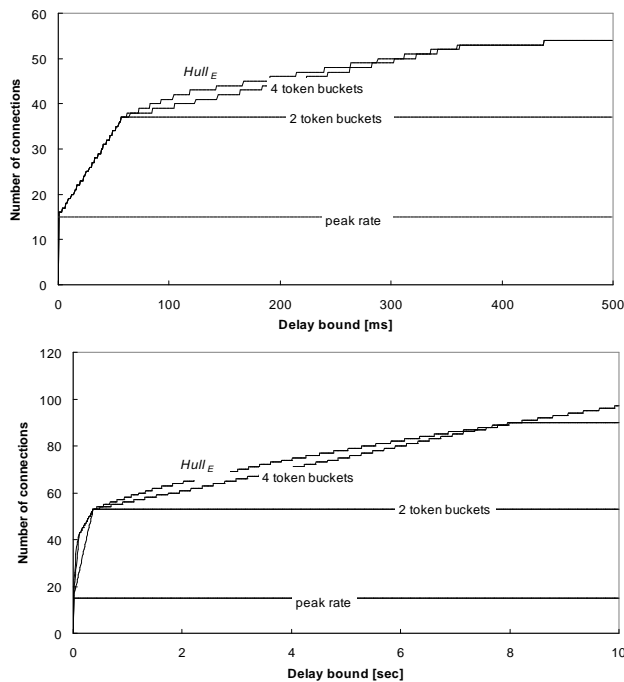 60
50
40
30
20
10
0
Number of connections
Hull E
4 token buckets
2 token buckets
peak rate
0 100 200 300 400 500
Delay bound [ms]
120
100
80
60
40
20
0
Number of connections
Hull E
4 token buckets
2 token buckets
peak rate
0 2 4 6 8 10
Delay bound [sec]